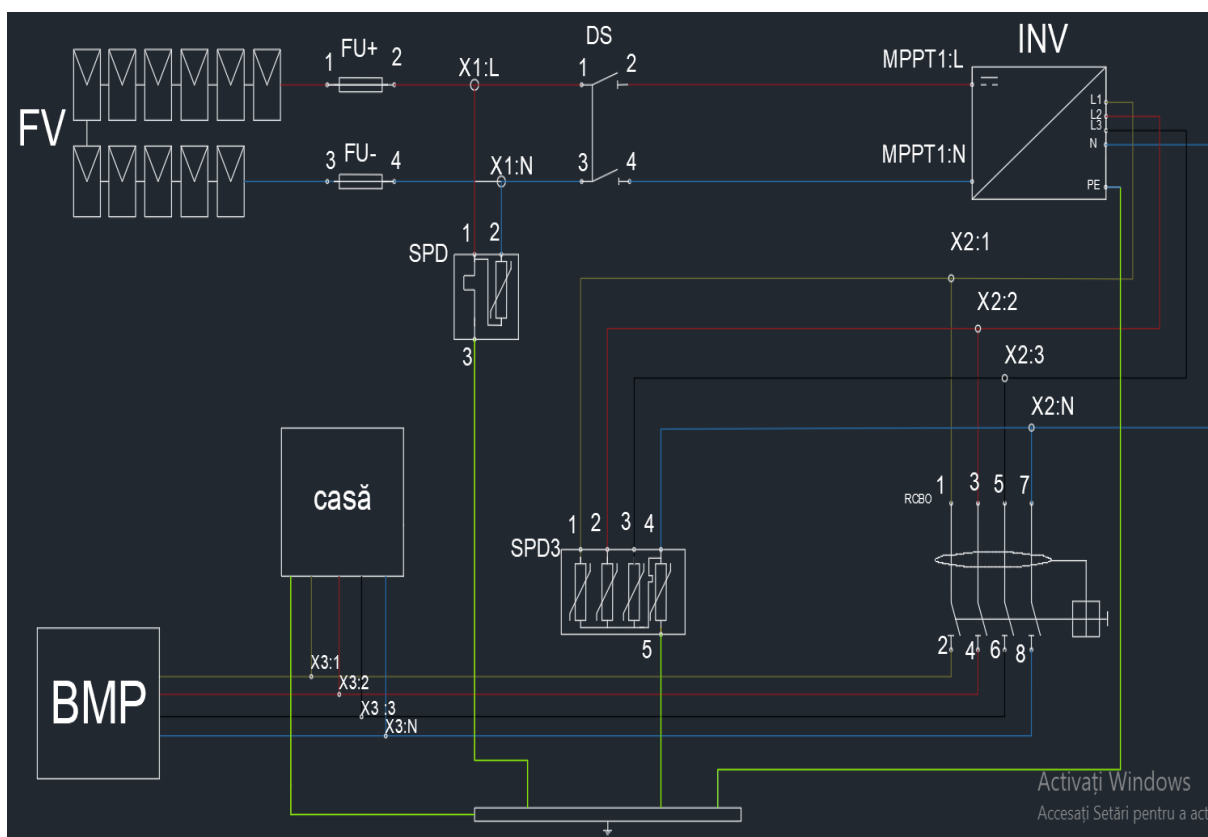 FV
1
FU+
2
X1:L
DS
1
2
MPPT1:L
INV
L1
L2
L3
N
PE
3
FU-
4
X1:N
3
4
MPPT1:N
SPD
1
2
3
X2:1
X2:2
X2:3
X2:N
casă
SPD3
1
2
3
4
5
RCBO
1
3
5
7
2
4
6
8
BMP
X3:1
X3:2
X3:3
X3:N
Activați Windows
Accesați Setări pentru a act